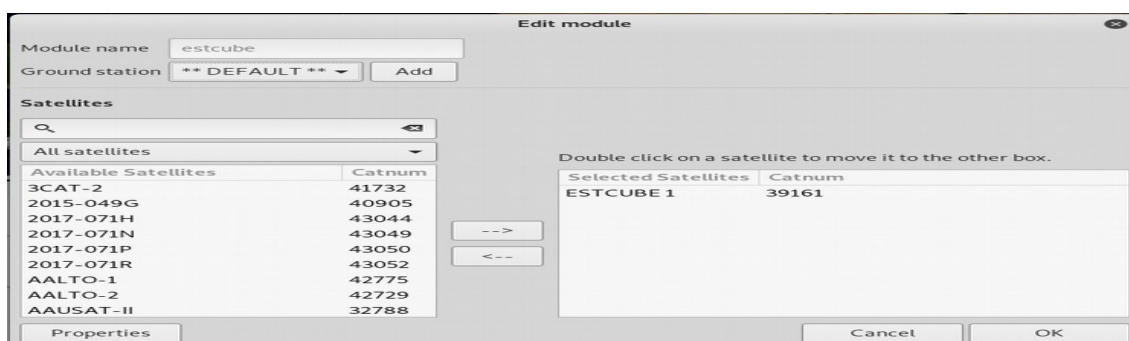 Edit module
Module name estcube
Ground station ** DEFAULT ** Add
Satellites
All satellites
Double click on a satellite to move it to the other box.
Available Satellites Catnum
Selected Satellites Catnum
3CAT-2 41732
ESTCUBE 1 39161
2015-049G 40905
2017-071H 43044
2017-071N 43049
2017-071P 43050
2017-071R 43052
AALTO-1 42775
AALTO-2 42729
AAUSAT-II 32788
-->
<--
Properties Cancel OK